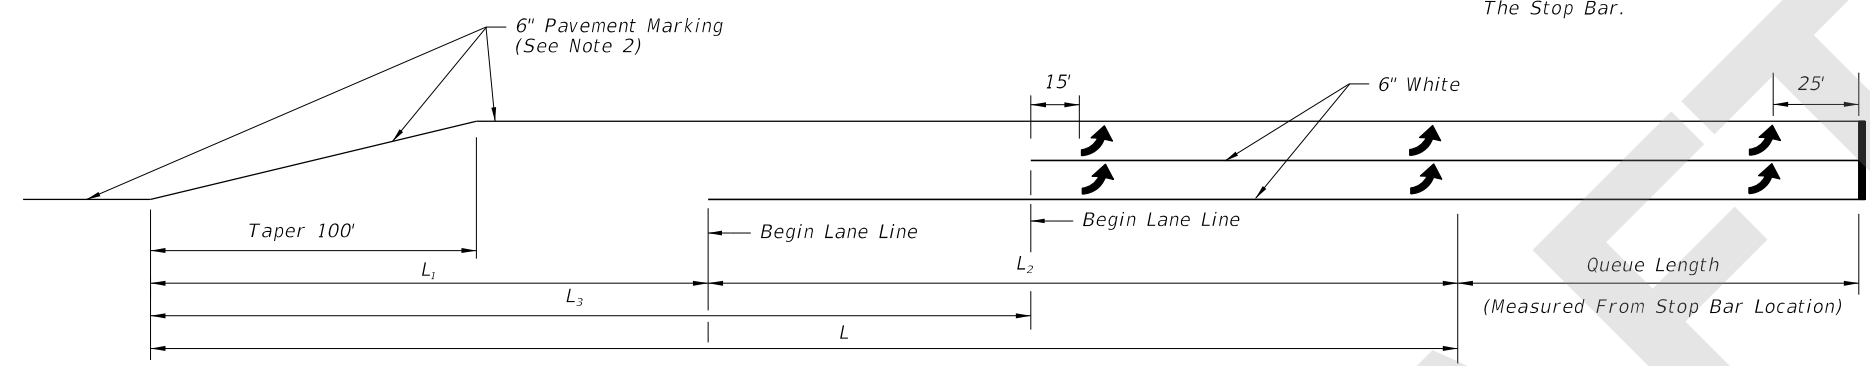 The Stop Bar.
6" Pavement Marking
(See Note 2)
15'
6" White
25'
Taper 100'
Begin Lane Line
Begin Lane Line
L₁
L₂
Queue Length
L₃
(Measured From Stop Bar Location)
L